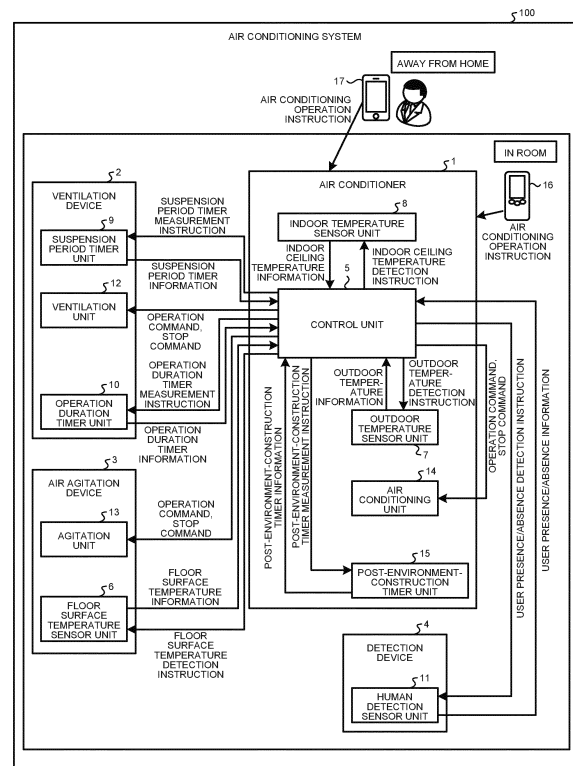 100
AIR CONDITIONING SYSTEM
AWAY FROM HOME
17
AIR CONDITIONING
OPERATION
INSTRUCTION
2
VENTILATION
DEVICE
9
SUSPENSION
PERIOD TIMER
UNIT
12
VENTILATION
UNIT
10
OPERATION
DURATION
TIMER UNIT
SUSPENSION
PERIOD TIMER
MEASUREMENT
INSTRUCTION
SUSPENSION
PERIOD TIMER
INFORMATION
OPERATION
COMMAND,
STOP
COMMAND
OPERATION
DURATION
TIMER
MEASUREMENT
INSTRUCTION
OPERATION
DURATION
TIMER
INFORMATION
1
AIR CONDITIONER
8
INDOOR TEMPERATURE
SENSOR UNIT
INDOOR
CEILING
TEMPERATURE
INFORMATION
INDOOR CEILING
TEMPERATURE
DETECTION
INSTRUCTION
5
CONTROL UNIT
OUTDOOR
TEMPER-
ATURE
INFORMATION
OUTDOOR
TEMPER-
ATURE
DETECTION
INSTRUCTION
OUTDOOR
TEMPERATURE
SENSOR UNIT
7
14
AIR
CONDITIONING
UNIT
15
POST-ENVIRONMENT-
CONSTRUCTION
TIMER UNIT
POST-ENVIRONMENT-CONSTRUCTION
TIMER INFORMATION
POST-ENVIRONMENT-CONSTRUCTION
TIMER MEASUREMENT INSTRUCTION
OPERATION COMMAND,
STOP COMMAND
USER PRESENCE/ABSENCE DETECTION INSTRUCTION
USER PRESENCE/ABSENCE INFORMATION
IN ROOM
16
AIR
CONDITIONING
OPERATION
INSTRUCTION
3
AIR AGITATION
DEVICE
13
AGITATION
UNIT
6
FLOOR
SURFACE
TEMPERATURE
SENSOR UNIT
OPERATION
COMMAND,
STOP
COMMAND
FLOOR
SURFACE
TEMPERATURE
INFORMATION
FLOOR
SURFACE
TEMPERATURE
DETECTION
INSTRUCTION
4
DETECTION
DEVICE
11
HUMAN
DETECTION
SENSOR UNIT